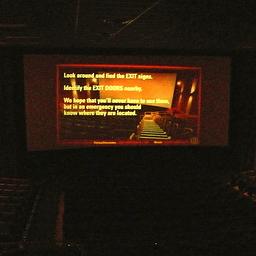 Look around and find the EXIT signs.
Identify the EXIT DOORS nearby.
We hope that you'll never have to use them,
but in an emergency you should
know where they are located.